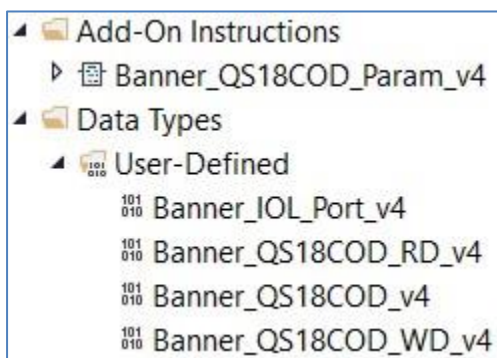 Add-On Instructions
Banner_QS18COD_Param_v4
Data Types
User-Defined
Banner_IOL_Port_v4
Banner_QS18COD_RD_v4
Banner_QS18COD_v4
Banner_QS18COD_WD_v4